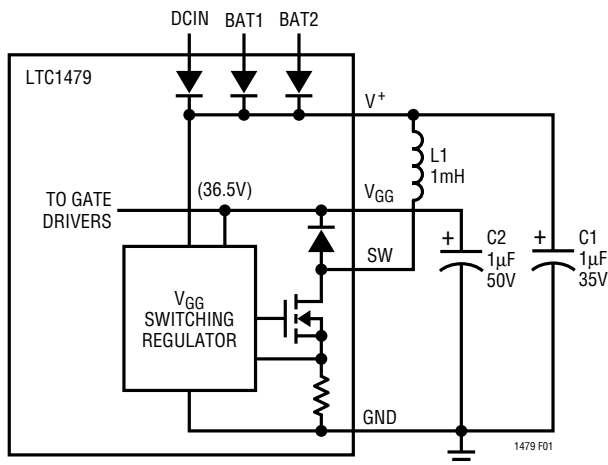 DCIN BAT1 BAT2
LTC1479
V+
L1
1mH
(36.5V)
VGG
TO GATE
DRIVERS
SW
+
C2
1µF
50V
+
C1
1µF
35V
VGG
SWITCHING
REGULATOR
GND
1479 F01